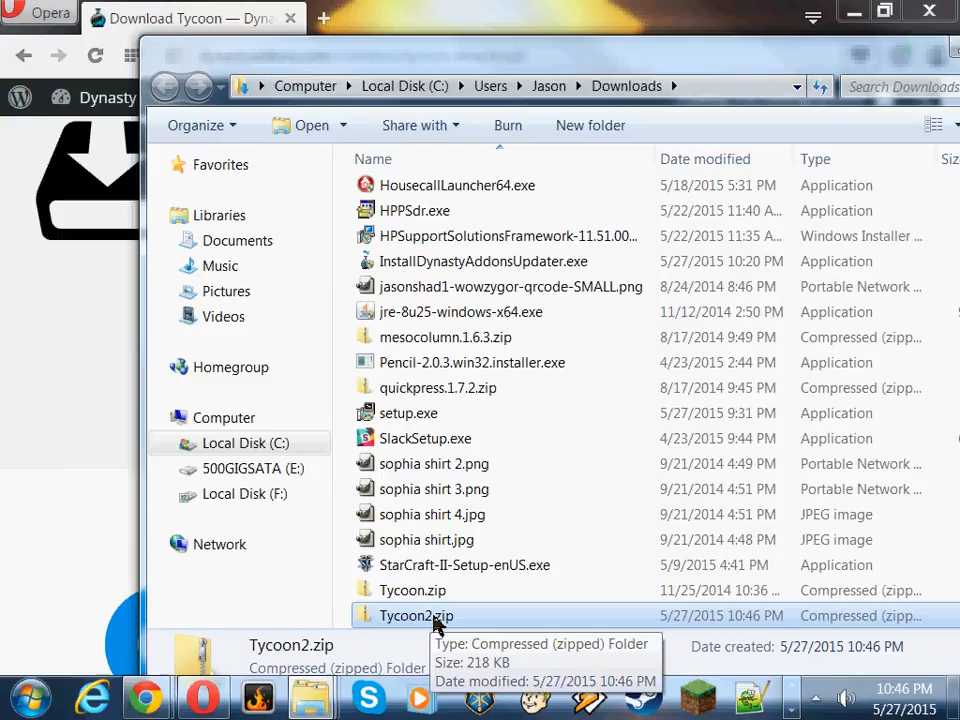 Opera
Download Tycoon — Dyna
Dynasty
Computer
Local Disk (C:)
Users
Jason
Downloads
Search Downloads
Organize
Open
Share with
Burn
New folder
Name
Date modified
Type
Siz
Favorites
Libraries
Documents
Music
Pictures
Videos
Homegroup
Computer
Local Disk (C:)
500GIGSATA (E:)
Local Disk (F:)
Network
HousecallLauncher64.exe 5/18/2015 5:31 PM Application
HPPSdr.exe 5/22/2015 11:40 A... Application
HPSupportSolutionsFramework-11.51.00... 5/22/2015 11:35 A... Windows Installer ...
InstallDynastyAddonsUpdater.exe 5/27/2015 10:20 PM Application
jasonshad1-wowzygor-qrcode-SMALL.png 8/24/2014 8:46 PM Portable Network ...
jre-8u25-windows-x64.exe 11/12/2014 2:50 PM Application
mesocolumn.1.6.3.zip 8/17/2014 9:49 PM Compressed (zipp...
Pencil-2.0.3.win32.installer.exe 4/23/2015 2:44 PM Application
quickpress.1.7.2.zip 8/17/2014 9:45 PM Compressed (zipp...
setup.exe 5/27/2015 9:31 PM Application
SlackSetup.exe 4/23/2015 9:44 PM Application
sophia shirt 2.png 9/21/2014 4:49 PM Portable Network ...
sophia shirt 3.png 9/21/2014 4:51 PM Portable Network ...
sophia shirt 4.jpg 9/21/2014 4:51 PM JPEG image
sophia shirt.jpg 9/21/2014 4:48 PM JPEG image
StarCraft-II-Setup-enUS.exe 5/9/2015 4:41 PM Application
Tycoon.zip 11/25/2014 10:36 ... Compressed (zipp...
Tycoon2.zip 5/27/2015 10:46 PM Compressed (zipp...
Tycoon2.zip
Compressed (zipped) Folder
Type: Compressed (zipped) Folder
Size: 218 KB
Date modified: 5/27/2015 10:46 PM
Date created: 5/27/2015 10:46 PM
10:46 PM
5/27/2015